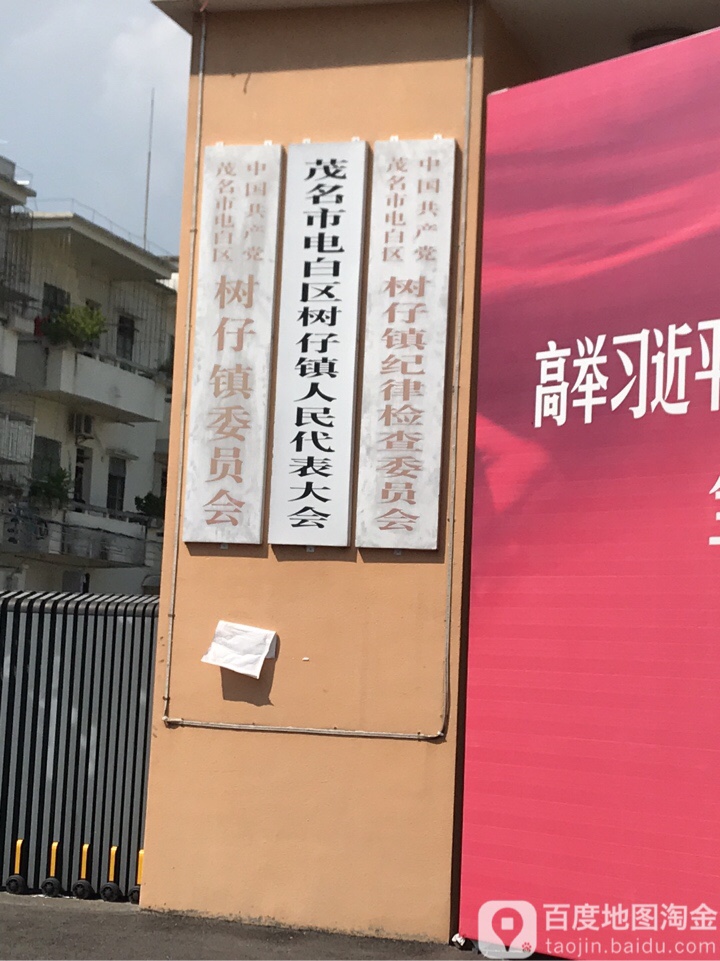 中国共产党
茂名市电白区
树仔镇委员会
茂名市电白区树仔镇人民代表大会
中国共产党
茂名市电白区
树仔镇纪律检查委员会
高举习近平
百度地图淘金
taojin.baidu.com